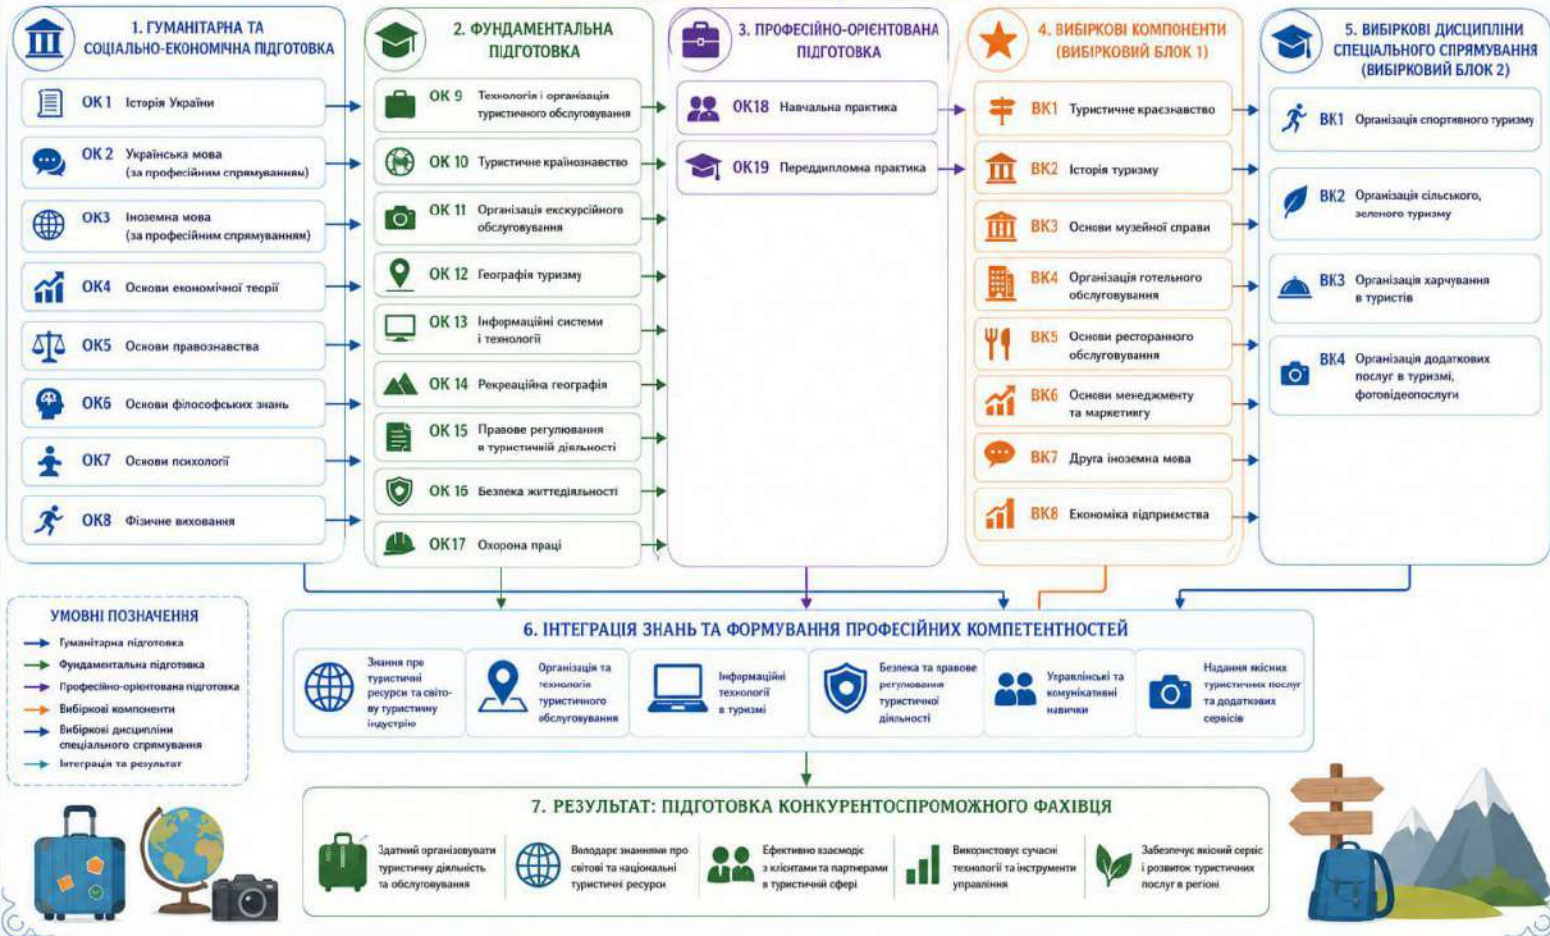 1. ГУМАНІТАРНА ТА
СОЦІАЛЬНО-ЕКОНОМІЧНА ПІДГОТОВКА
ОК 1 Історія України
ОК 2 Українська мова
(за професійним спрямуванням)
ОК3 Іноземна мова
(за професійним спрямуванням)
ОК4 Основи економічної теорії
ОК5 Основи правознавства
ОК6 Основи філософських знань
ОК7 Основи психології
ОК8 Фізичне виховання
2. ФУНДАМЕНТАЛЬНА
ПІДГОТОВКА
ОК 9 Технологія і організація
туристичного обслуговування
ОК 10 Туристичне країнознавство
ОК 11 Організація екскурсійного
обслуговування
ОК 12 Географія туризму
ОК 13 Інформаційні системи
і технології
ОК 14 Рекреаційна географія
ОК 15 Правове регулювання
в туристичній діяльності
ОК 16 Безпека життєдіяльності
ОК17 Охорона праці
3. ПРОФЕСІЙНО-ОРІЄНТОВАНА
ПІДГОТОВКА
ОК18 Навчальна практика
ОК19 Переддипломна практика
4. ВИБІРКОВІ КОМПОНЕНТИ
(ВИБІРКОВИЙ БЛОК 1)
ВК1 Туристичне краєзнавство
ВК2 Історія туризму
ВК3 Основи музейної справи
ВК4 Організація готельного
обслуговування
ВК5 Основи ресторанного
обслуговування
ВК6 Основи менеджменту
та маркетингу
ВК7 Друга іноземна мова
ВК8 Економіка підприємства
5. ВИБІРКОВІ ДИСЦИПЛІНИ
СПЕЦІАЛЬНОГО СПРЯМУВАННЯ
(ВИБІРКОВИЙ БЛОК 2)
ВК1 Організація спортивного туризму
ВК2 Організація сільського,
зеленого туризму
ВК3 Організація харчування
в туристів
ВК4 Організація додаткових
послуг в туризмі,
фотовідеопослуги
УМОВНІ ПОЗНАЧЕННЯ
Гуманітарна підготовка
Фундаментальна підготовка
Професійно-орієнтована підготовка
Вибіркові компоненти
Вибіркові дисципліни
спеціального спрямування
Інтеграція та результат
6. ІНТЕГРАЦІЯ ЗНАНЬ ТА ФОРМУВАННЯ ПРОФЕСІЙНИХ КОМПЕТЕНТНОСТЕЙ
Знання про
туристичні
ресурси та світо-
ву туристичну
індустрію
Організація та
технологія
туристичного
обслуговування
Інформаційні
технології
в туризмі
Безпека та правове
регулювання
туристичної
діяльності
Управлінські та
комунікативні
навички
Надання якісних
туристичних послуг
та додаткових
сервісів
7. РЕЗУЛЬТАТ: ПІДГОТОВКА КОНКУРЕНТОСПРОМОЖНОГО ФАХІВЦЯ
Здатний організовувати
туристичну діяльність
та обслуговування
Володарє знаннями про
світові та національні
туристичні ресурси
Ефективно взаємодіє
з клієнтами та партнерами
в туристичній сфері
Використовує сучасні
технології та інструменти
управління
Забезпечує якісний сервіс
і розвиток туристичних
послуг в регіоні